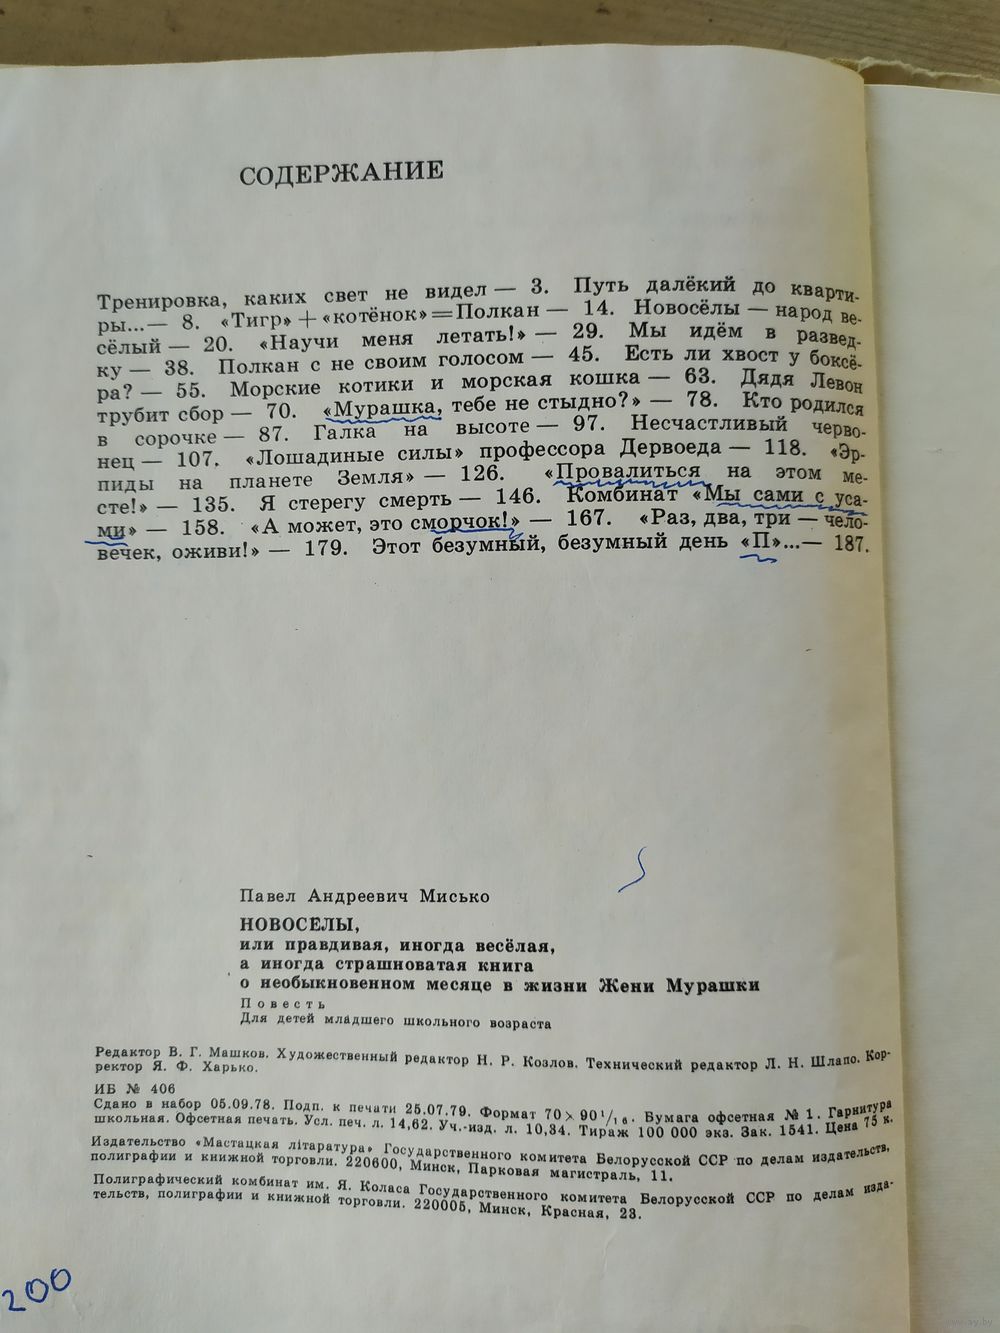 СОДЕРЖАНИЕ
Тренировка, каких свет не видел — 3. Путь далёкий до кварти-
ры...— 8. «Тигр» + «котёнок» = Полкан — 14. Новосёлы — народ ве-
сёлый — 20. «Научи меня летать!» — 29. Мы идём в развед-
ку — 38. Полкан с не своим голосом — 45. Есть ли хвост у боксё-
ра? — 55. Морские котики и морская кошка — 63. Дядя Левон
трубит сбор — 70. «Мурашка, тебе не стыдно?» — 78. Кто родился
в сорочке — 87. Галка на высоте — 97. Несчастливый черво-
нец — 107. «Лошадиные силы» профессора Дервоеда — 118. «Эр-
пиды на планете Земля» — 126. «Провалиться на этом ме-
сте!» — 135. Я стерегу смерть — 146. Комбинат «Мы сами с уса-
ми» — 158. «А может, это сморчок!» — 167. «Раз, два, три — чело-
вечек, оживи!» — 179. Этот безумный, безумный день «П»...— 187.
Павел Андреевич Мисько
НОВОСЕЛЫ,
или правдивая, иногда весёлая,
а иногда страшноватая книга
о необыкновенном месяце в жизни Жени Мурашки
Повесть
Для детей младшего школьного возраста
Редактор В. Г. Машков. Художественный редактор Н. Р. Козлов. Технический редактор Л. Н. Шлапо. Кор-
ректор Я. Ф. Харько.
ИБ № 406
Сдано в набор 05.09.78. Подп. к печати 25.07.79. Формат 70×90 1/16. Бумага офсетная № 1. Гарнитура
школьная. Офсетная печать. Усл. печ. л. 14,62. Уч.-изд. л. 10,84. Тираж 100 000 экз. Зак. 1541. Цена 75 к.
Издательство «Мастацкая літаратура» Государственного комитета Белорусской ССР по делам издательств,
полиграфии и книжной торговли. 220600, Минск, Парковая магистраль, 11.
Полиграфический комбинат им. Я. Коласа Государственного комитета Белорусской ССР по делам изда-
тельств, полиграфии и книжной торговли. 220005, Минск, Красная, 23.
200
www.ay.by